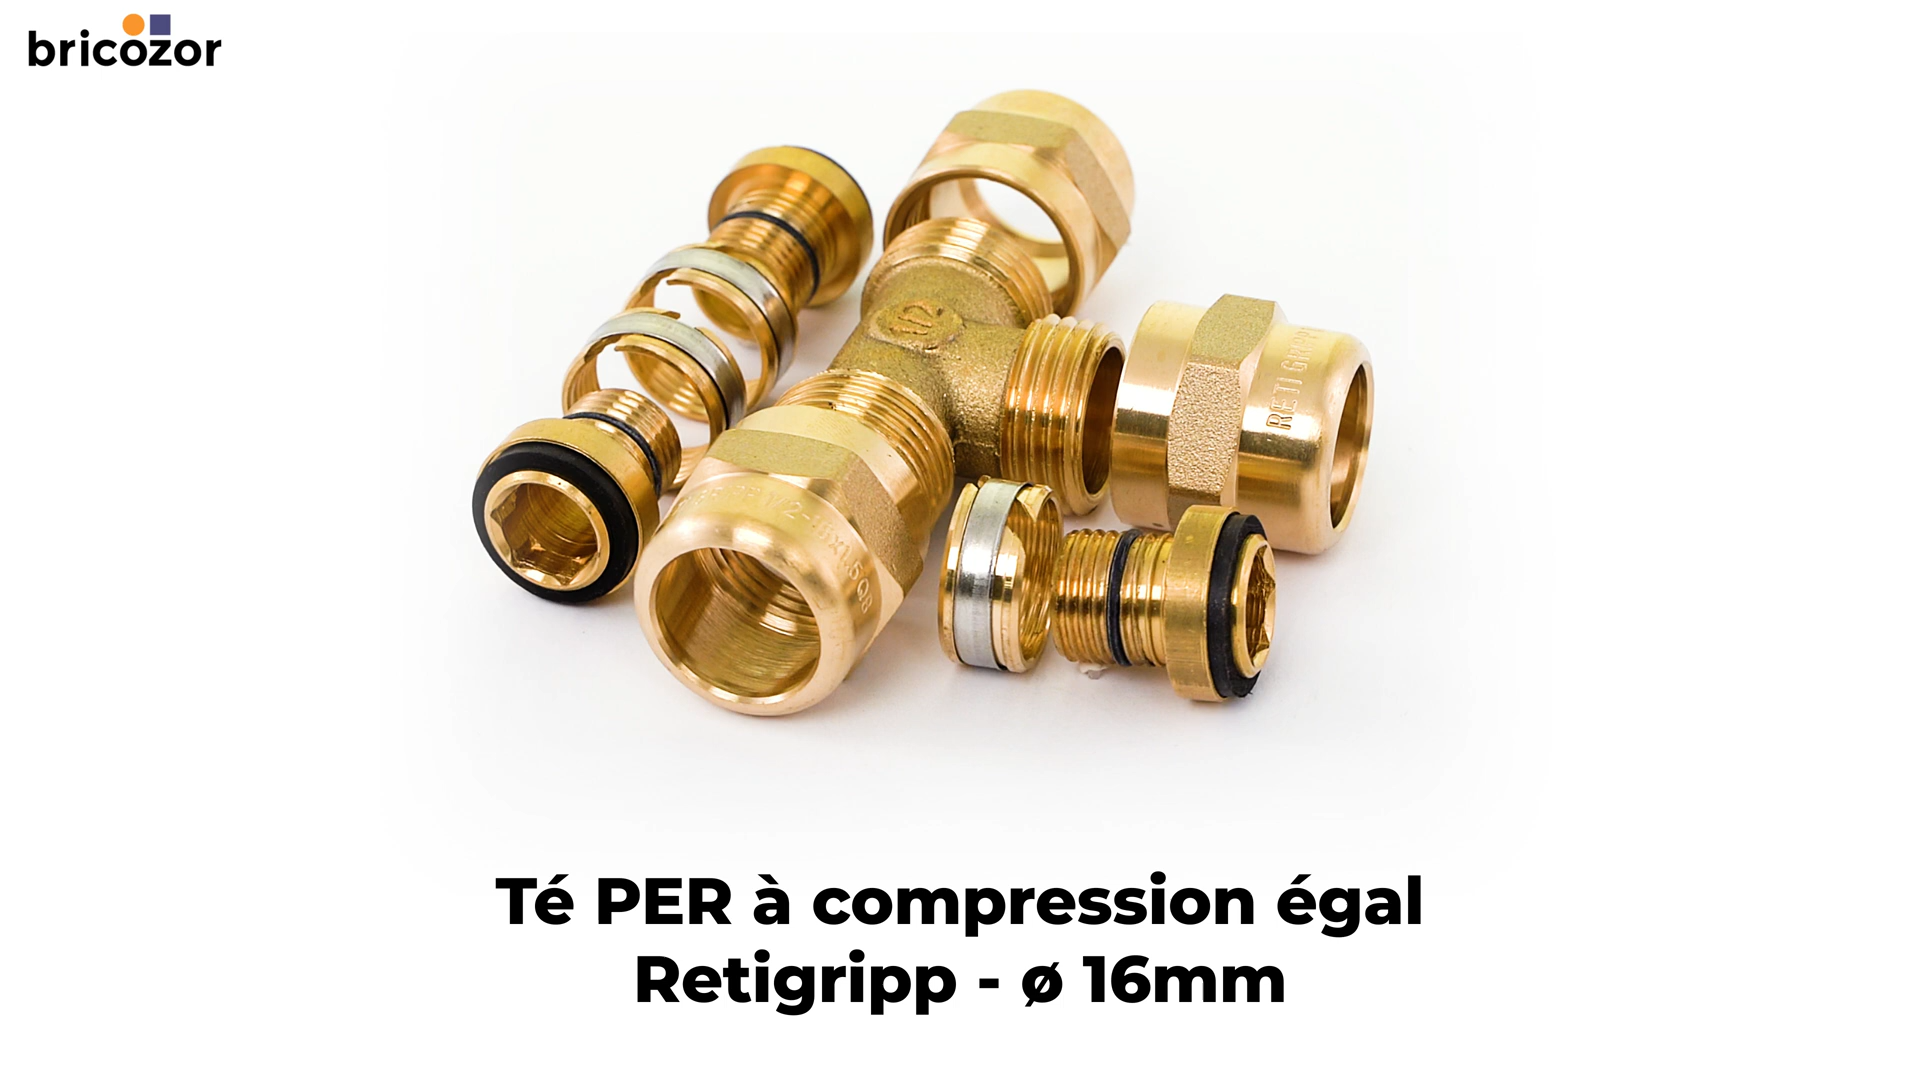 bricozor
1/2
RETIGRIPP
Té PER à compression égal
Retigripp - ø 16mm